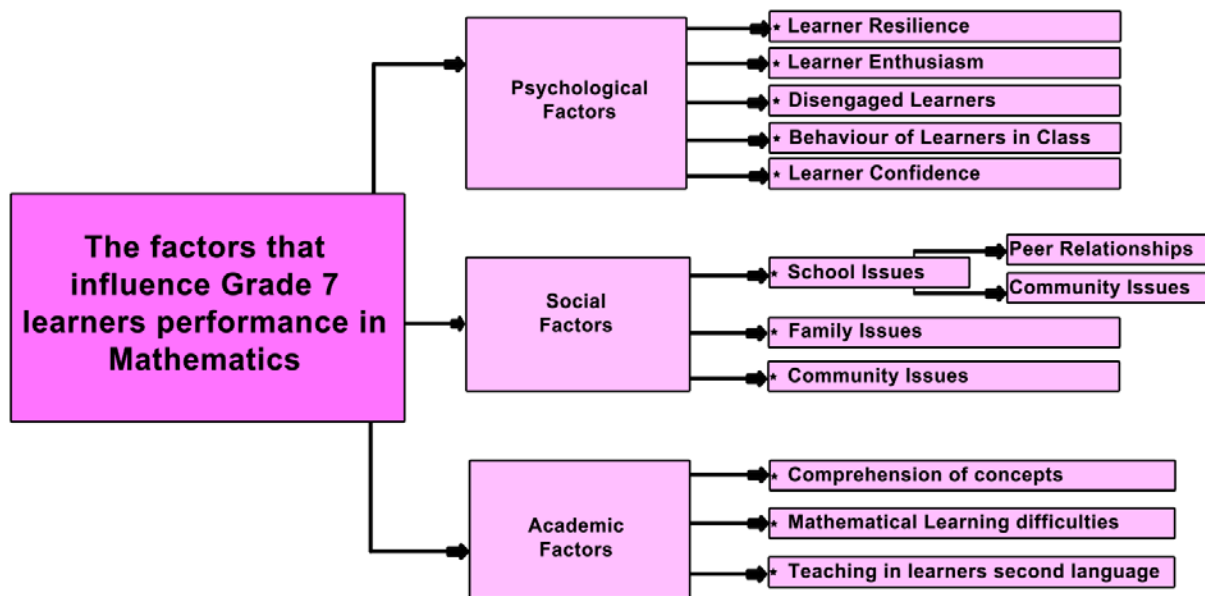 The factors that
influence Grade 7
learners performance in
Mathematics
Psychological
Factors
* Learner Resilience
* Learner Enthusiasm
* Disengaged Learners
* Behaviour of Learners in Class
* Learner Confidence
Social
Factors
* School Issues
Peer Relationships
Community Issues
* Family Issues
* Community Issues
Academic
Factors
* Comprehension of concepts
* Mathematical Learning difficulties
* Teaching in learners second language